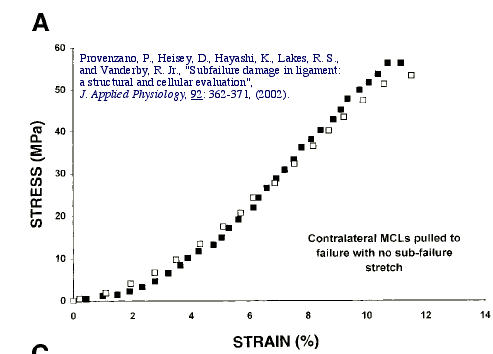 A
60
50
40
30
20
10
0
STRESS (MPa)
Provenzano, P., Heisey, D., Hayashi, K., Lakes, R. S.,
and Vanderby, R. Jr., "Subfailure damage in ligament:
a structural and cellular evaluation",
J. Applied Physiology, 92: 362-371, (2002).
Contralateral MCLs pulled to
failure with no sub-failure
stretch
0 2 4 6 8 10 12 14
STRAIN (%)